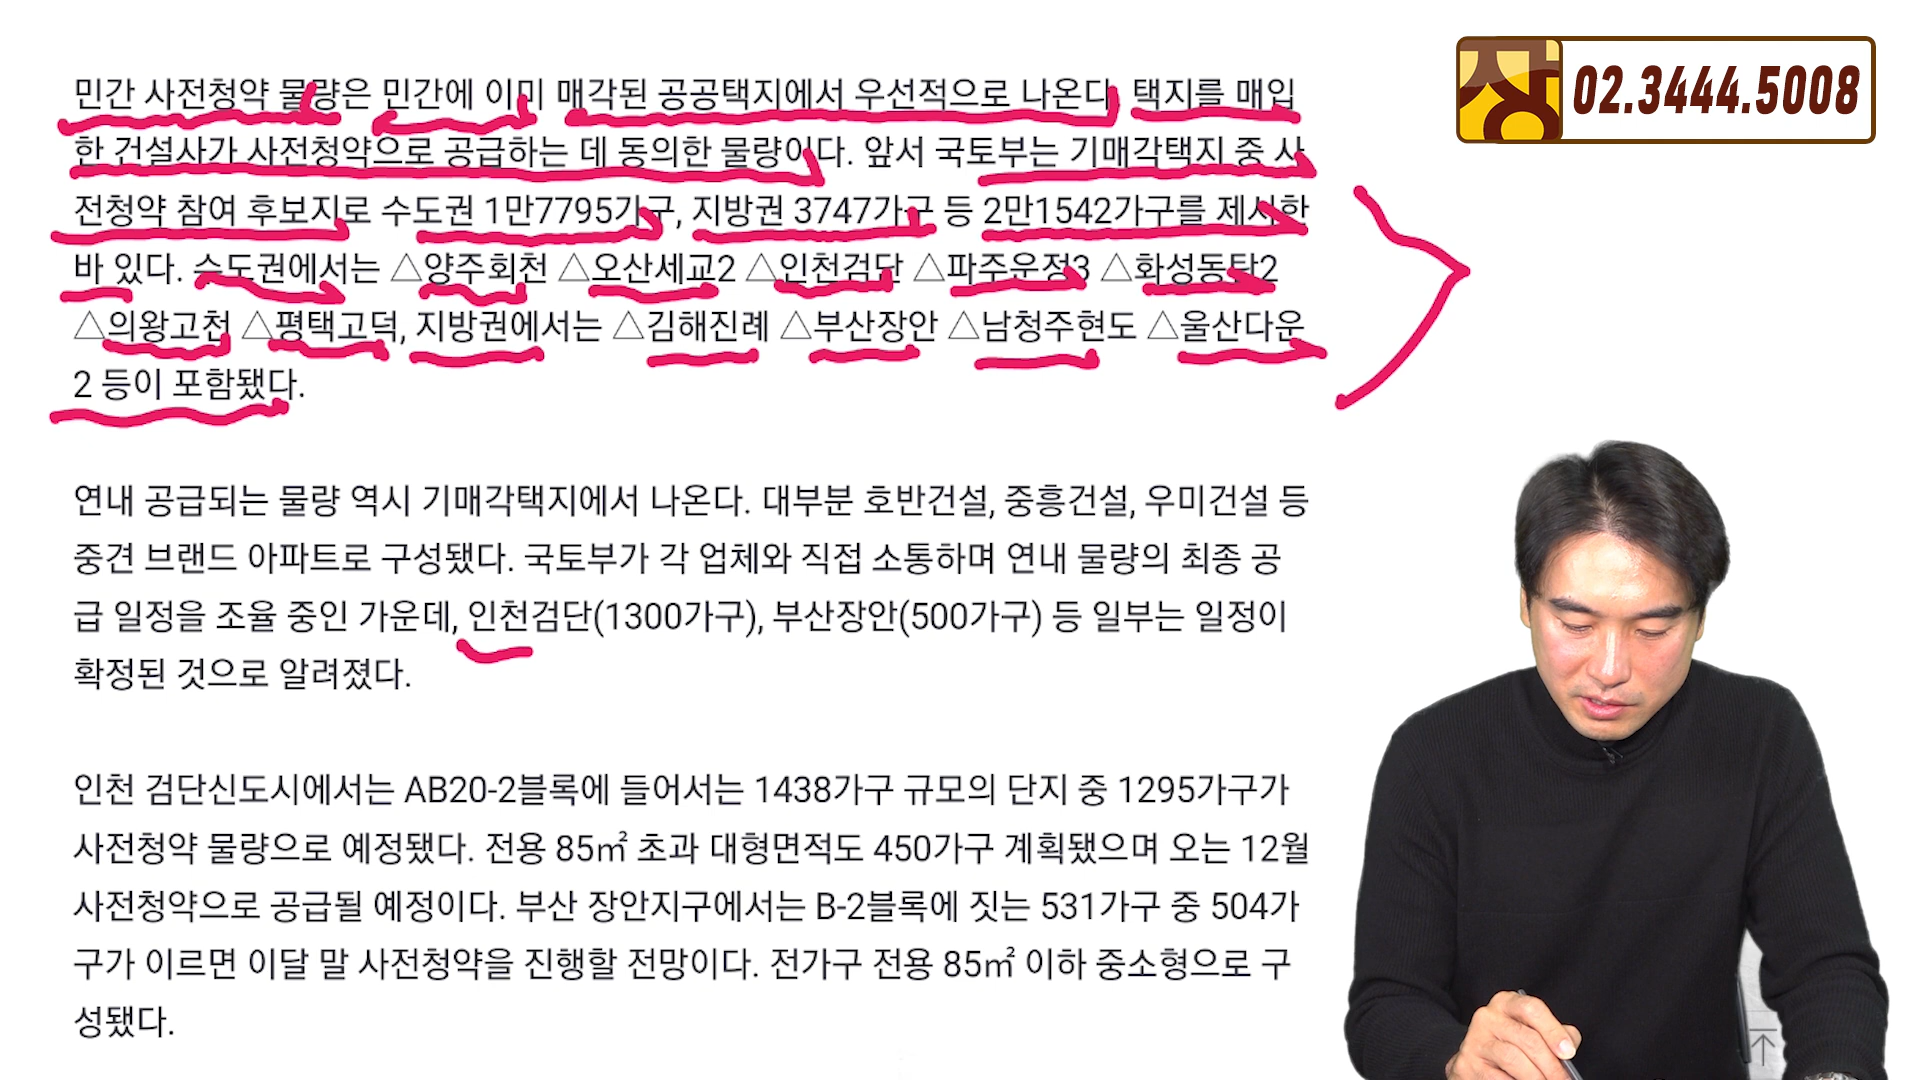 민간 사전청약 물량은 민간에 이미 매각된 공공택지에서 우선적으로 나온다. 택지를 매입
한 건설사가 사전청약으로 공급하는 데 동의한 물량이다. 앞서 국토부는 기매각택지 중 사
전청약 참여 후보지로 수도권 1만7795가구, 지방권 3747가구 등 2만1542가구를 제시한
바 있다. 수도권에서는 △양주회천 △오산세교2 △인천검단 △파주운정3 △화성동탄2
△의왕고천 △평택고덕, 지방권에서는 △김해진례 △부산장안 △남청주현도 △울산다운
2 등이 포함됐다.
연내 공급되는 물량 역시 기매각택지에서 나온다. 대부분 호반건설, 중흥건설, 우미건설 등
중견 브랜드 아파트로 구성됐다. 국토부가 각 업체와 직접 소통하며 연내 물량의 최종 공
급 일정을 조율 중인 가운데, 인천검단(1300가구), 부산장안(500가구) 등 일부는 일정이
확정된 것으로 알려졌다.
인천 검단신도시에서는 AB20-2블록에 들어서는 1438가구 규모의 단지 중 1295가구가
사전청약 물량으로 예정됐다. 전용 85㎡ 초과 대형면적도 450가구 계획됐으며 오는 12월
사전청약으로 공급될 예정이다. 부산 장안지구에서는 B-2블록에 짓는 531가구 중 504가
구가 이르면 이달 말 사전청약을 진행할 전망이다. 전가구 전용 85㎡ 이하 중소형으로 구
성됐다.
상 02.3444.5008